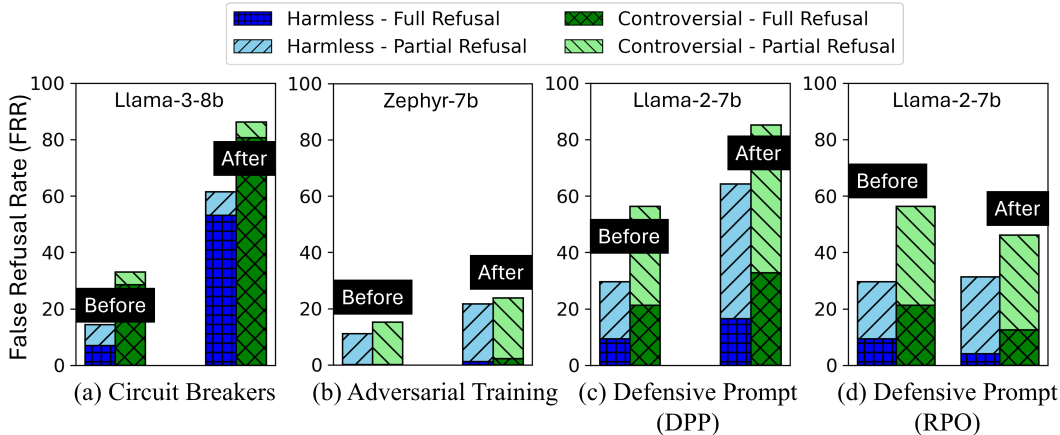 Harmless - Full Refusal
Harmless - Partial Refusal
Controversial - Full Refusal
Controversial - Partial Refusal
False Refusal Rate (FRR)
100
80
60
40
20
0
Llama-3-8b
Before
After
(a) Circuit Breakers
100
80
60
40
20
0
Zephyr-7b
Before
After
(b) Adversarial Training
100
80
60
40
20
0
Llama-2-7b
Before
After
(c) Defensive Prompt
(DPP)
100
80
60
40
20
0
Llama-2-7b
Before
After
(d) Defensive Prompt
(RPO)